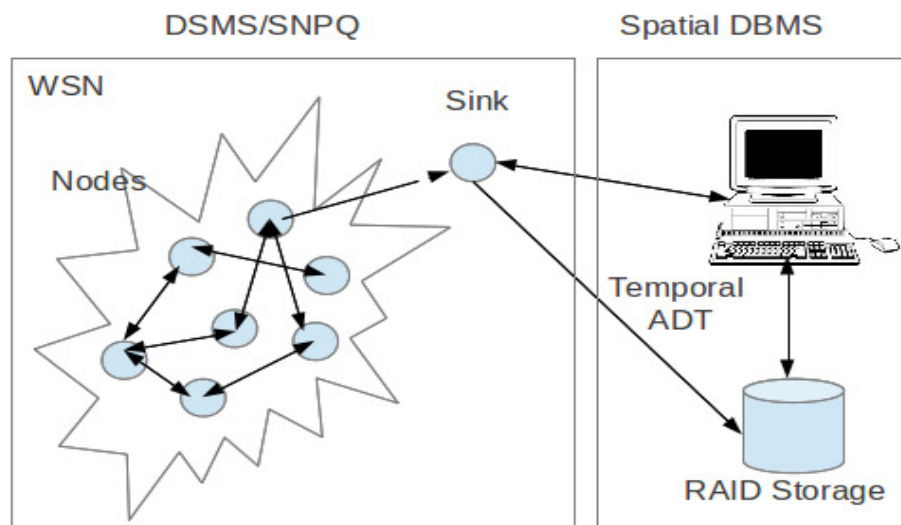 DSMS/SNPQ
Spatial DBMS
WSN
Sink
Nodes
Temporal
ADT
RAID Storage